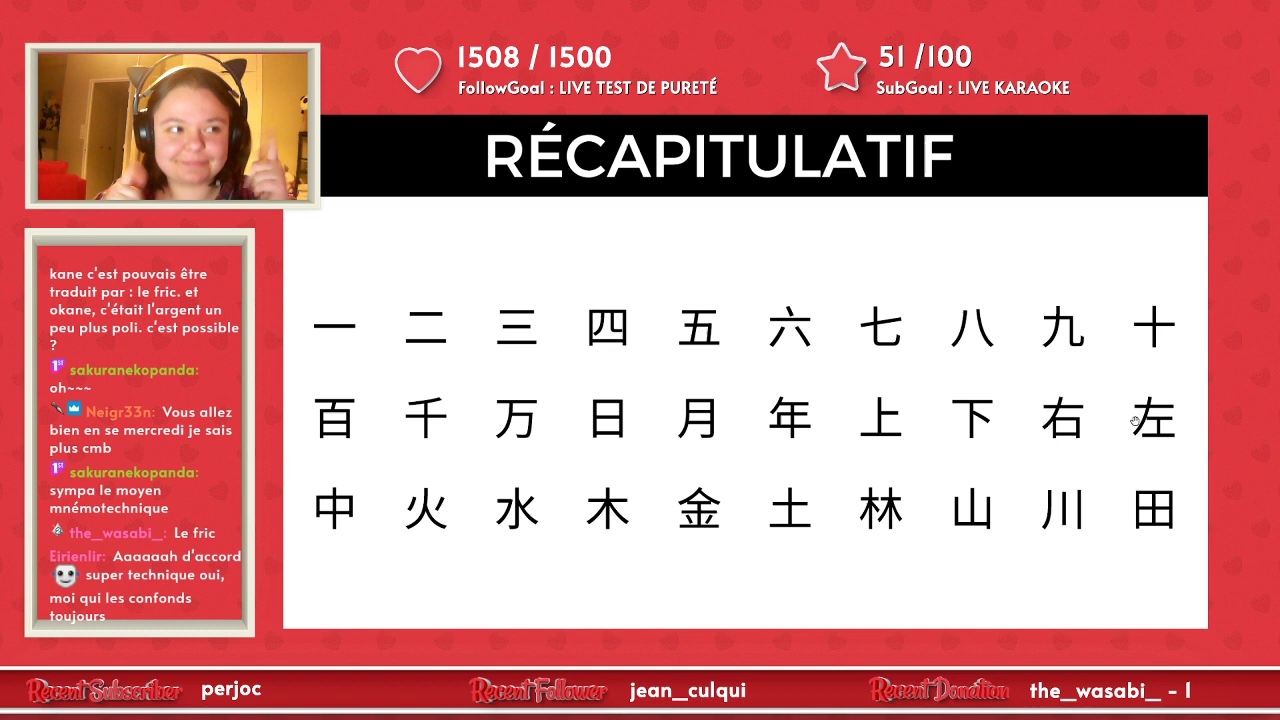 1508 / 1500
FollowGoal : LIVE TEST DE PURETÉ
51 /100
SubGoal : LIVE KARAOKE
RÉCAPITULATIF
一 二 三 四 五 六 七 八 九 十
百 千 万 日 月 年 上 下 右 左
中 火 水 木 金 土 林 山 川 田
kane c'est pouvais être
traduit par : le fric. et
okane, c'était l'argent un
peu plus poli. c'est possible
?
1ST sakuranekopanda:
oh~~~
Neigr33n: Vous allez
bien en se mercredi je sais
plus cmb
1ST sakuranekopanda:
sympa le moyen
mnémotechnique
the_wasabi_: Le fric
Eirienlir: Aaaaaah d'accord
super technique oui,
moi qui les confonds
toujours
Recent Subscriber perjoc
Recent Follower jean_culqui
Recent Donation the_wasabi_ - 1